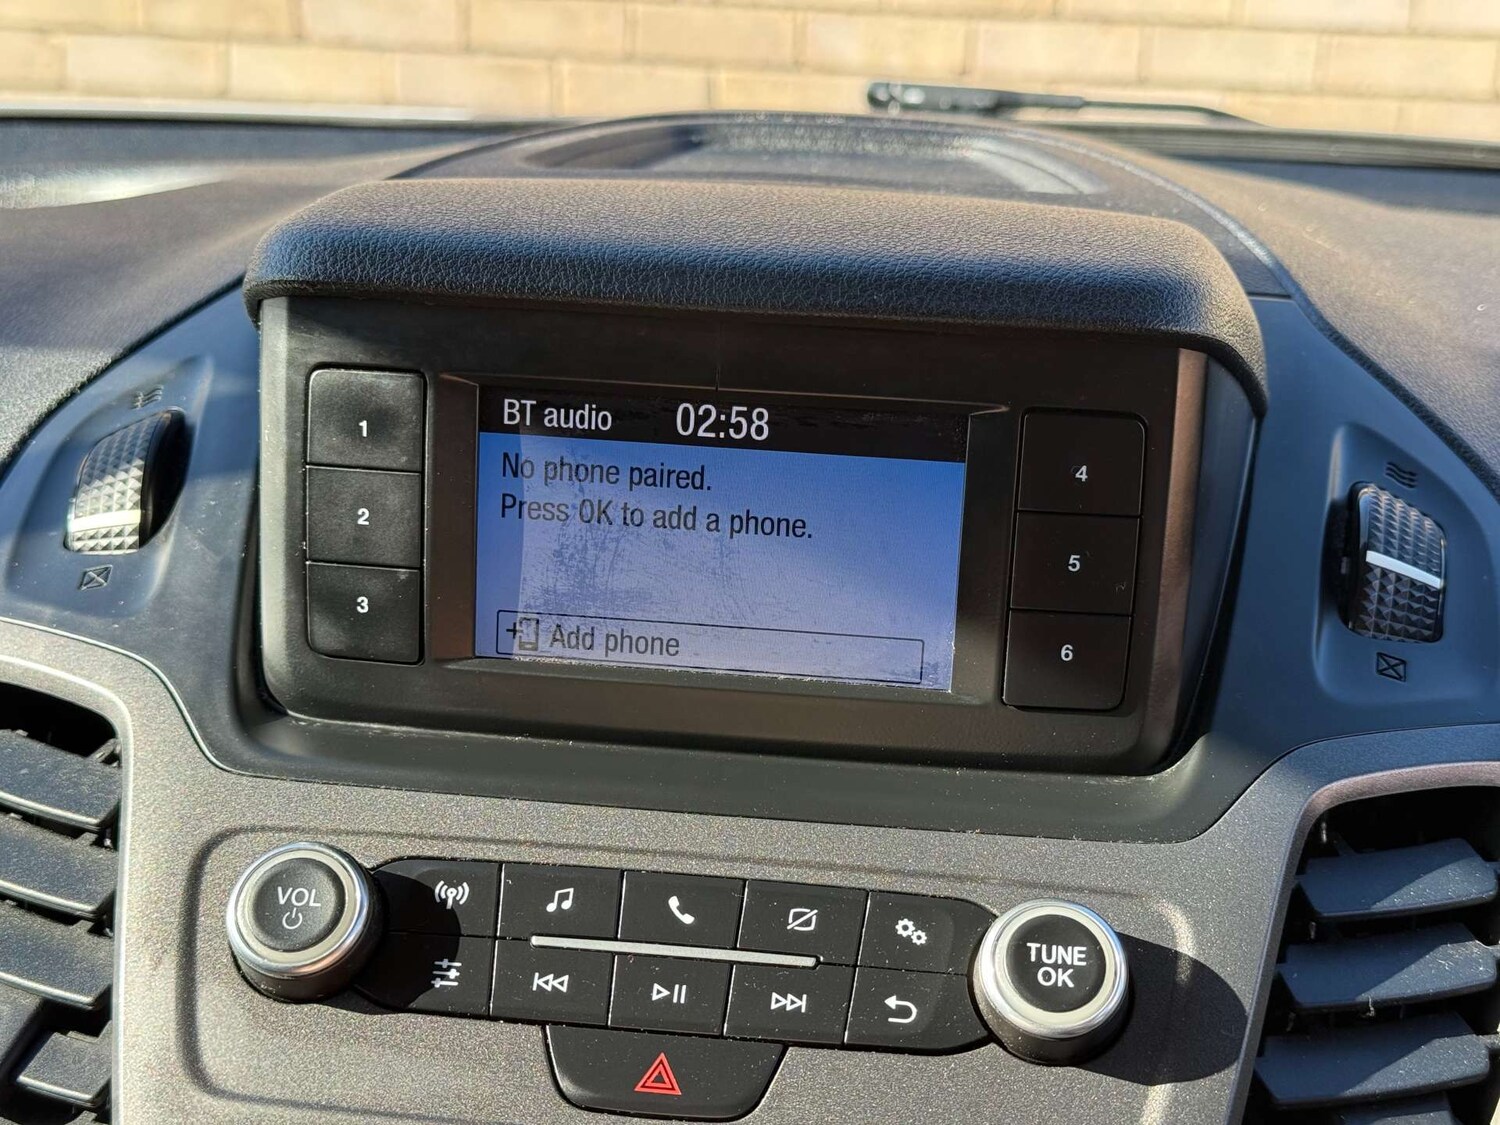 BT audio 02:58
No phone paired.
Press OK to add a phone.
Add phone
1
2
3
4
5
6
VOL
TUNE
OK